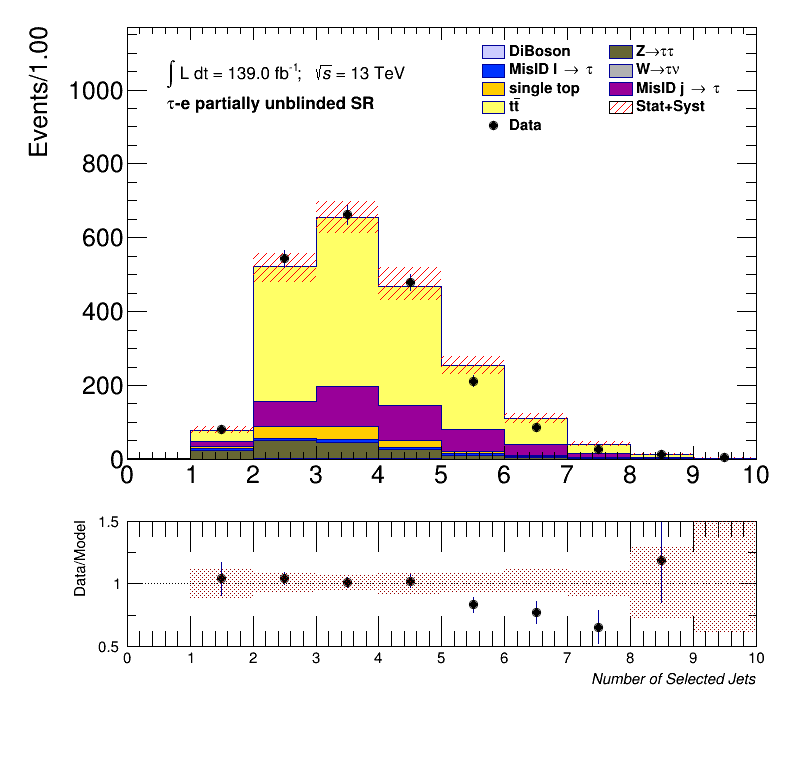 Events/1.00
∫ L dt = 139.0 fb⁻¹; √s = 13 TeV
τ-e partially unblinded SR
DiBoson
MisID l → τ
single top
tt̄
Data
Z→ττ
W→τν
MisID j → τ
Stat+Syst
1000
800
600
400
200
0
0 1 2 3 4 5 6 7 8 9 10
Data/Model
1.5
1
0.5
0 1 2 3 4 5 6 7 8 9 10
Number of Selected Jets